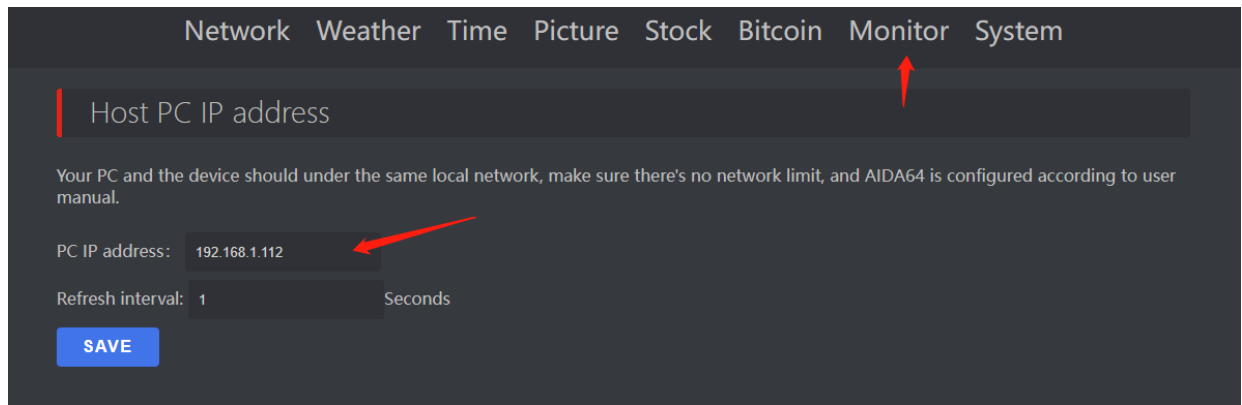 Network Weather Time Picture Stock Bitcoin Monitor System
Host PC IP address
Your PC and the device should under the same local network, make sure there's no network limit, and AIDA64 is configured according to user
manual.
PC IP address: 192.168.1.112
Refresh interval: 1 Seconds
SAVE